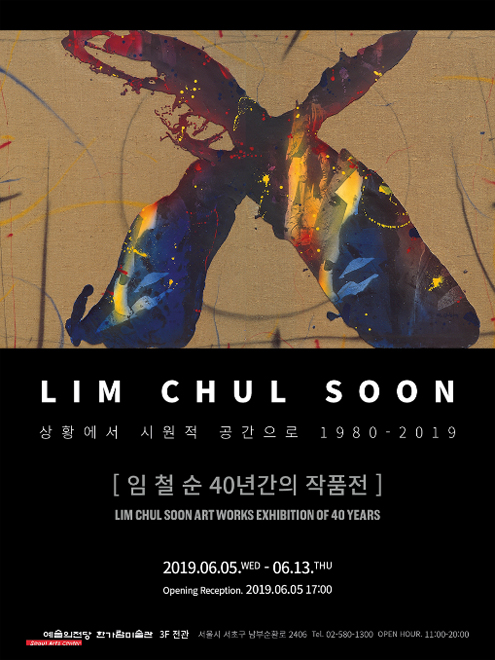 LIM CHUL SOON
상황에서 시원적 공간으로 1980-2019
[ 임 철 순 40년간의 작품전 ]
LIM CHUL SOON ART WORKS EXHIBITION OF 40 YEARS
2019.06.05.WED - 06.13.THU
Opening Reception. 2019.06.05 17:00
예술의전당 한가람미술관 3F 전관 서울시 서초구 남부순환로 2406 Tel. 02-580-1300 OPEN HOUR. 11:00-20:00
Seoul Arts Center